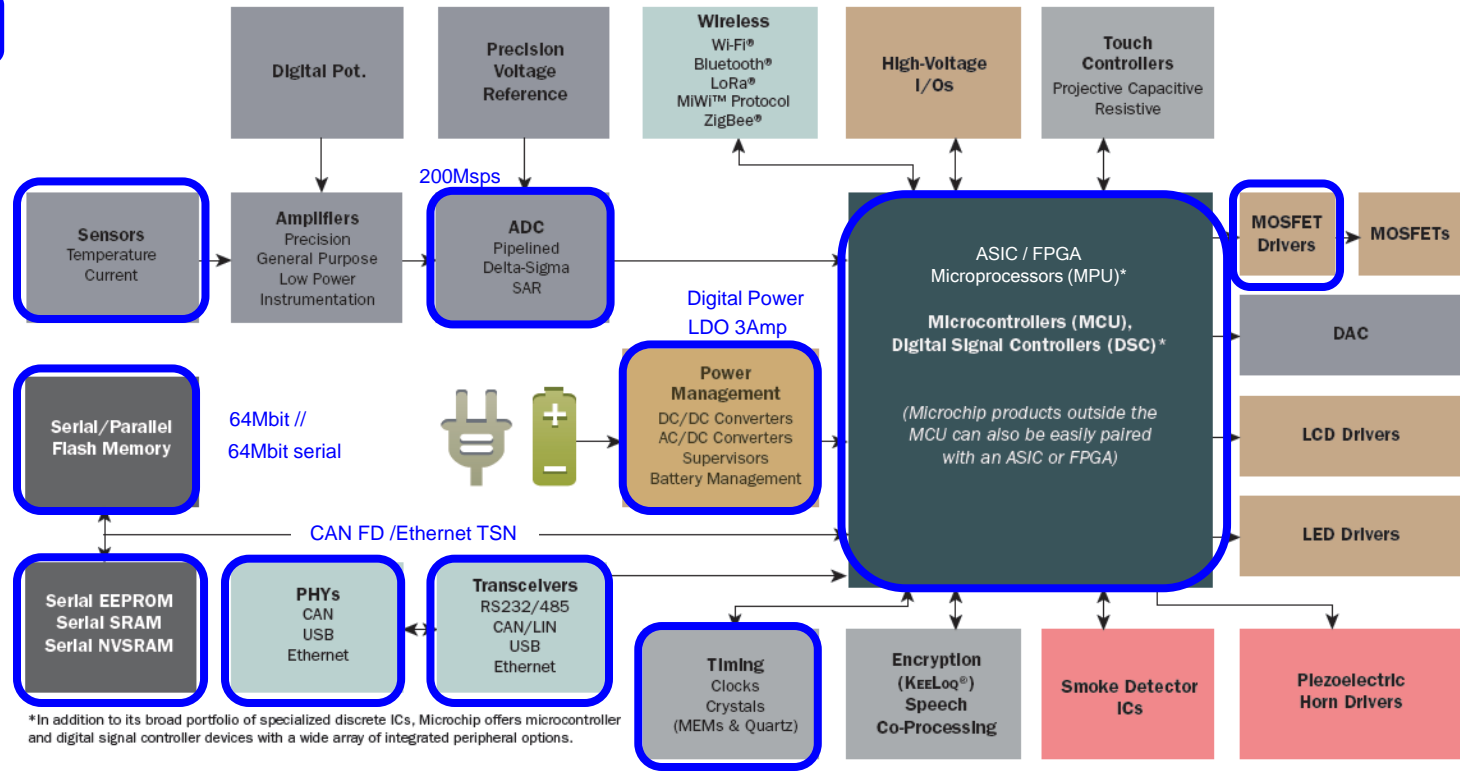 Digital Pot.
Precision
Voltage
Reference
Wireless
Wi-Fi®
Bluetooth®
LoRa®
MiWi™ Protocol
ZigBee®
High-Voltage
I/Os
Touch
Controllers
Projective Capacitive
Resistive
200Msps
Sensors
Temperature
Current
Amplifiers
Precision
General Purpose
Low Power
Instrumentation
ADC
Pipelined
Delta-Sigma
SAR
ASIC / FPGA
Microprocessors (MPU)*
Microcontrollers (MCU),
Digital Signal Controllers (DSC)*
(Microchip products outside the
MCU can also be easily paired
with an ASIC or FPGA)
MOSFET
Drivers
MOSFETs
DAC
LCD Drivers
LED Drivers
Digital Power
LDO 3Amp
Power
Management
DC/DC Converters
AC/DC Converters
Supervisors
Battery Management
Serial/Parallel
Flash Memory
64Mbit //
64Mbit serial
CAN FD /Ethernet TSN
Serial EEPROM
Serial SRAM
Serial NVSRAM
PHYs
CAN
USB
Ethernet
Transceivers
RS232/485
CAN/LIN
USB
Ethernet
Timing
Clocks
Crystals
(MEMs & Quartz)
Encryption
(KEELOQ®)
Speech
Co-Processing
Smoke Detector
ICs
Piezoelectric
Horn Drivers
*In addition to its broad portfolio of specialized discrete ICs, Microchip offers microcontroller
and digital signal controller devices with a wide array of integrated peripheral options.